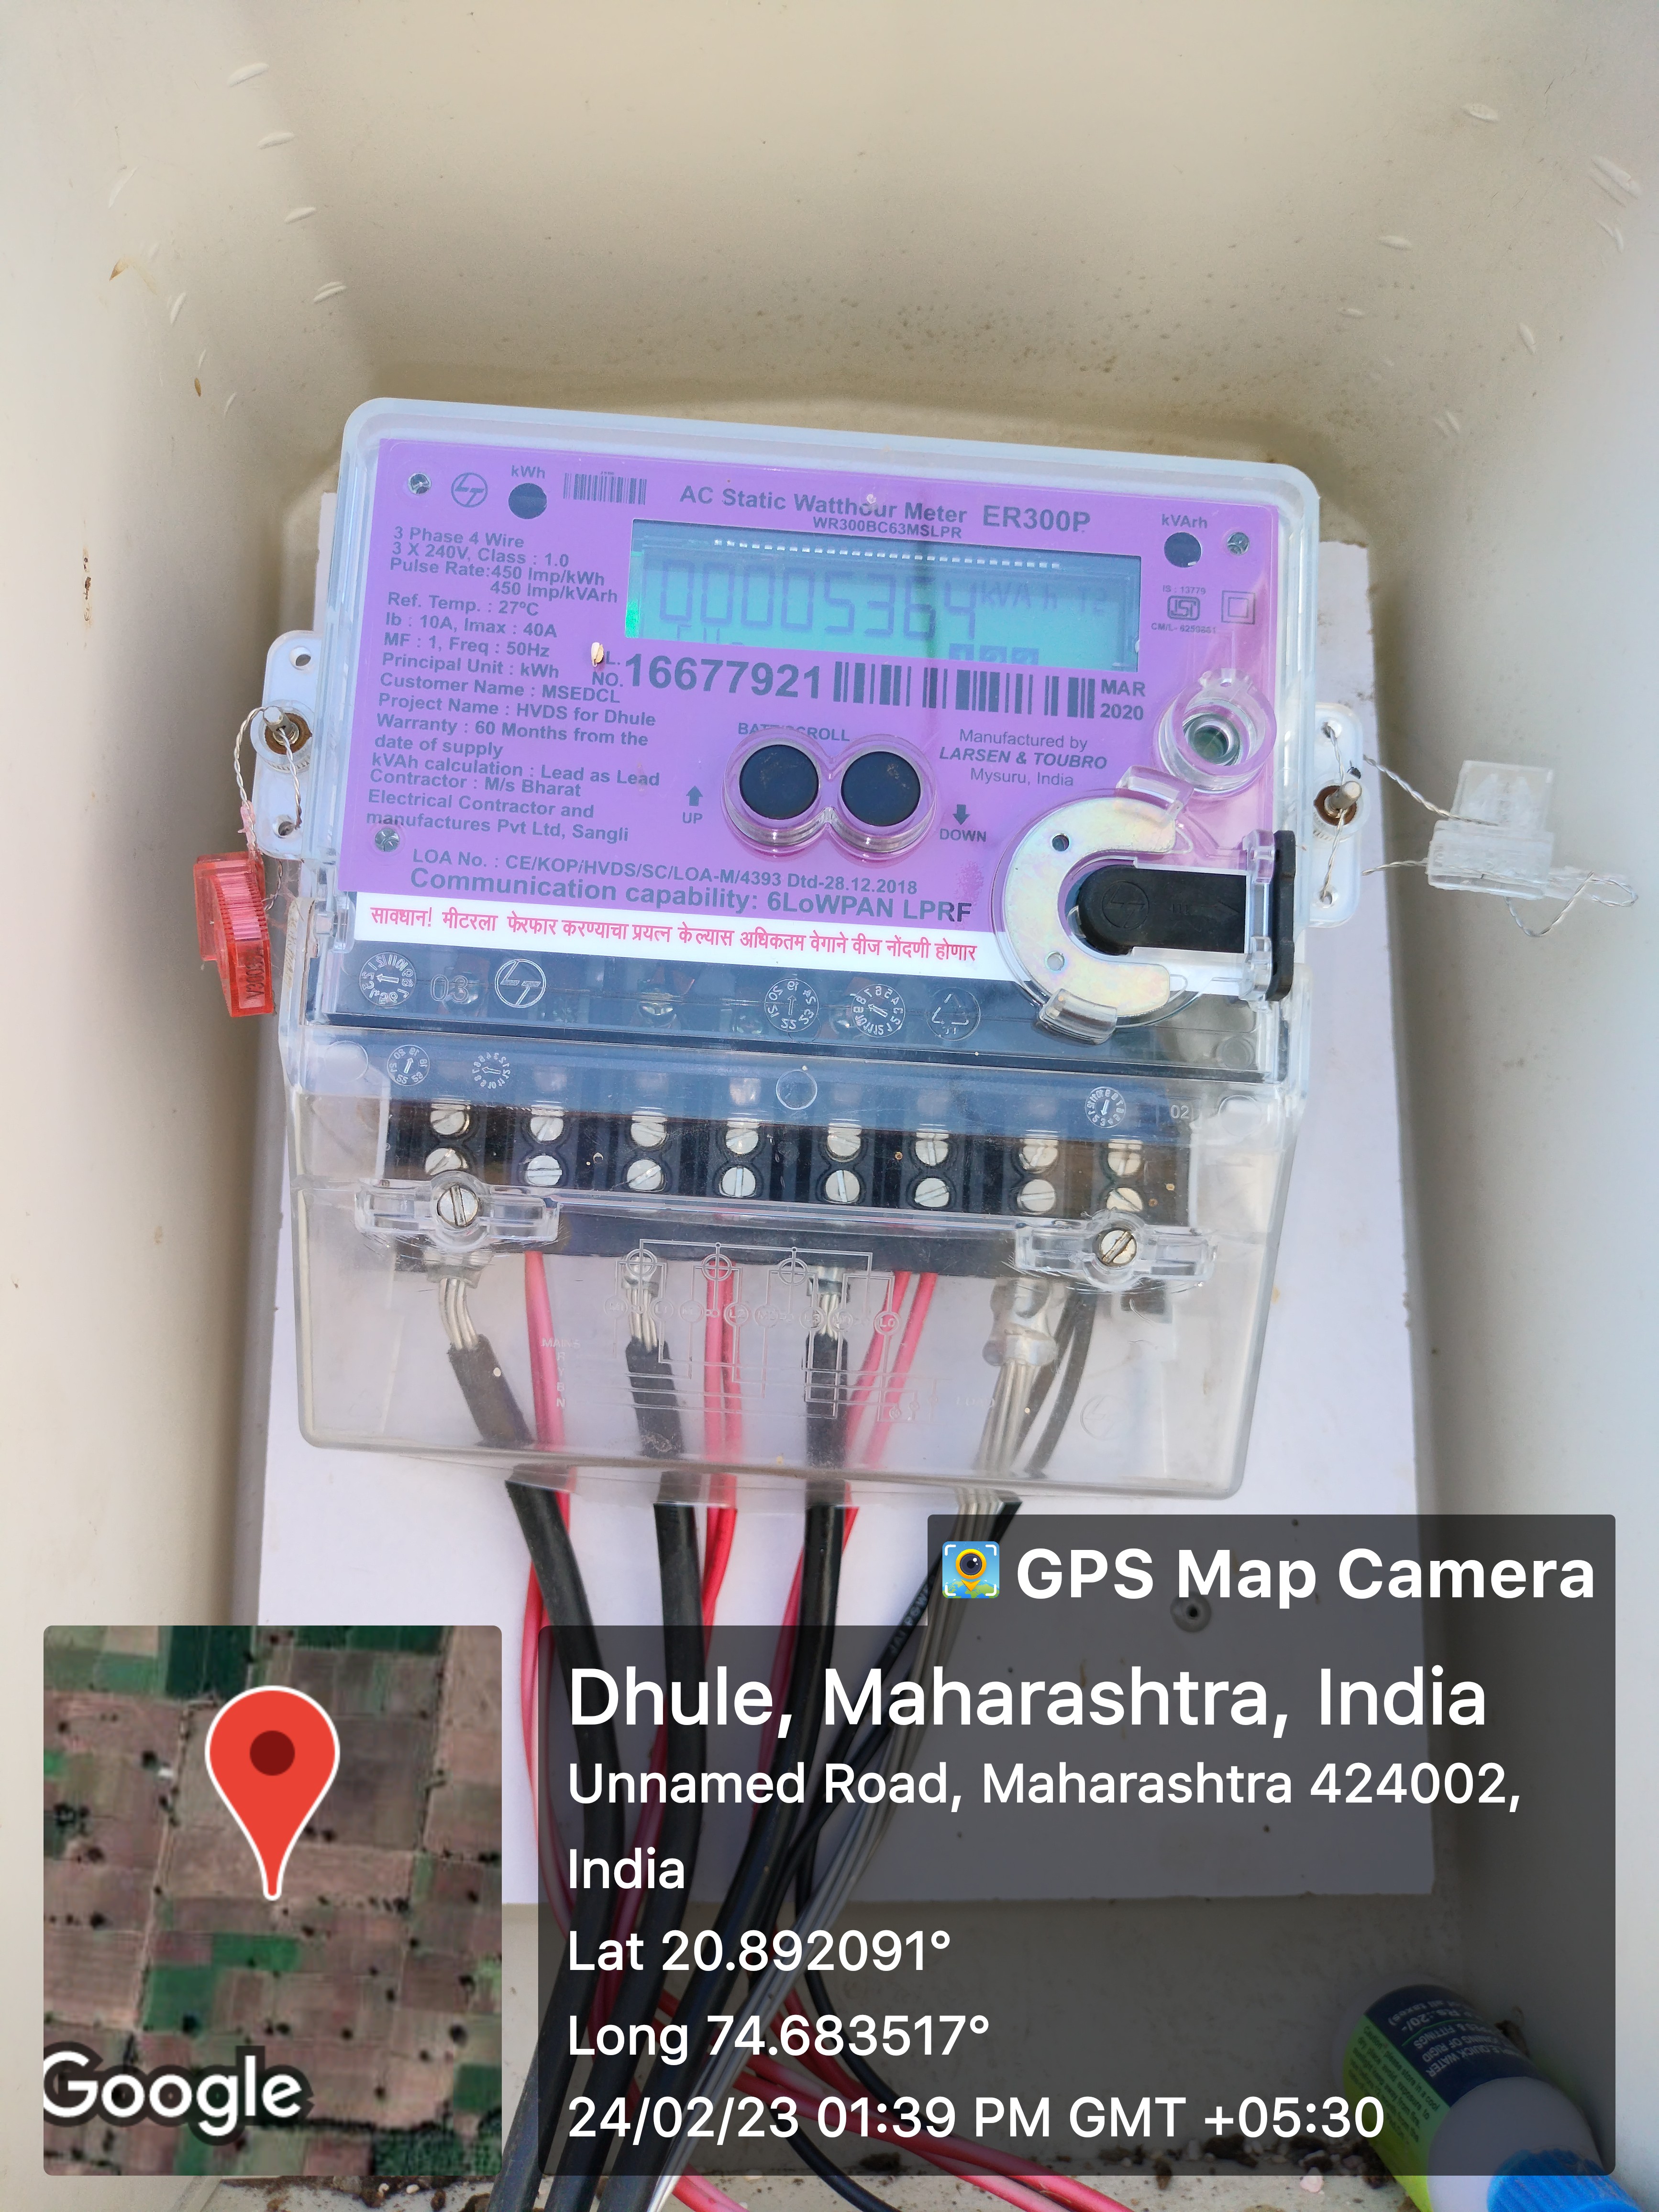 kWh
AC Static Watthour Meter ER300P
WR300BC63MSLPR
kVArh
3 Phase 4 Wire
3 X 240V, Class : 1.0
Pulse Rate:450 Imp/kWh
450 Imp/kVArh
Ref. Temp. : 27°C
Ib : 10A, Imax : 40A
MF : 1, Freq : 50Hz
Principal Unit : kWh
Customer Name : MSEDCL
Project Name : HVDS for Dhule
Warranty : 60 Months from the
date of supply
kVAh calculation : Lead as Lead
Contractor : M/s Bharat
Electrical Contractor and
manufactures Pvt Ltd, Sangli
00005364 kVA h
IS : 13779
CM/L- 6259861
NO. 16677921
MAR
2020
SCROLL
UP
DOWN
Manufactured by
LARSEN & TOUBRO
Mysuru, India
LOA No. : CE/KOP/HVDS/SC/LOA-M/4393 Dtd-28.12.2018
Communication capability: 6LoWPAN LPRF
सावधान! मीटरला फेरफार करण्याचा प्रयत्न केल्यास अधिकतम वेगाने वीज नोंदणी होणार
03
02
GPS Map Camera
Dhule, Maharashtra, India
Unnamed Road, Maharashtra 424002,
India
Lat 20.892091°
Long 74.683517°
24/02/23 01:39 PM GMT +05:30
Google